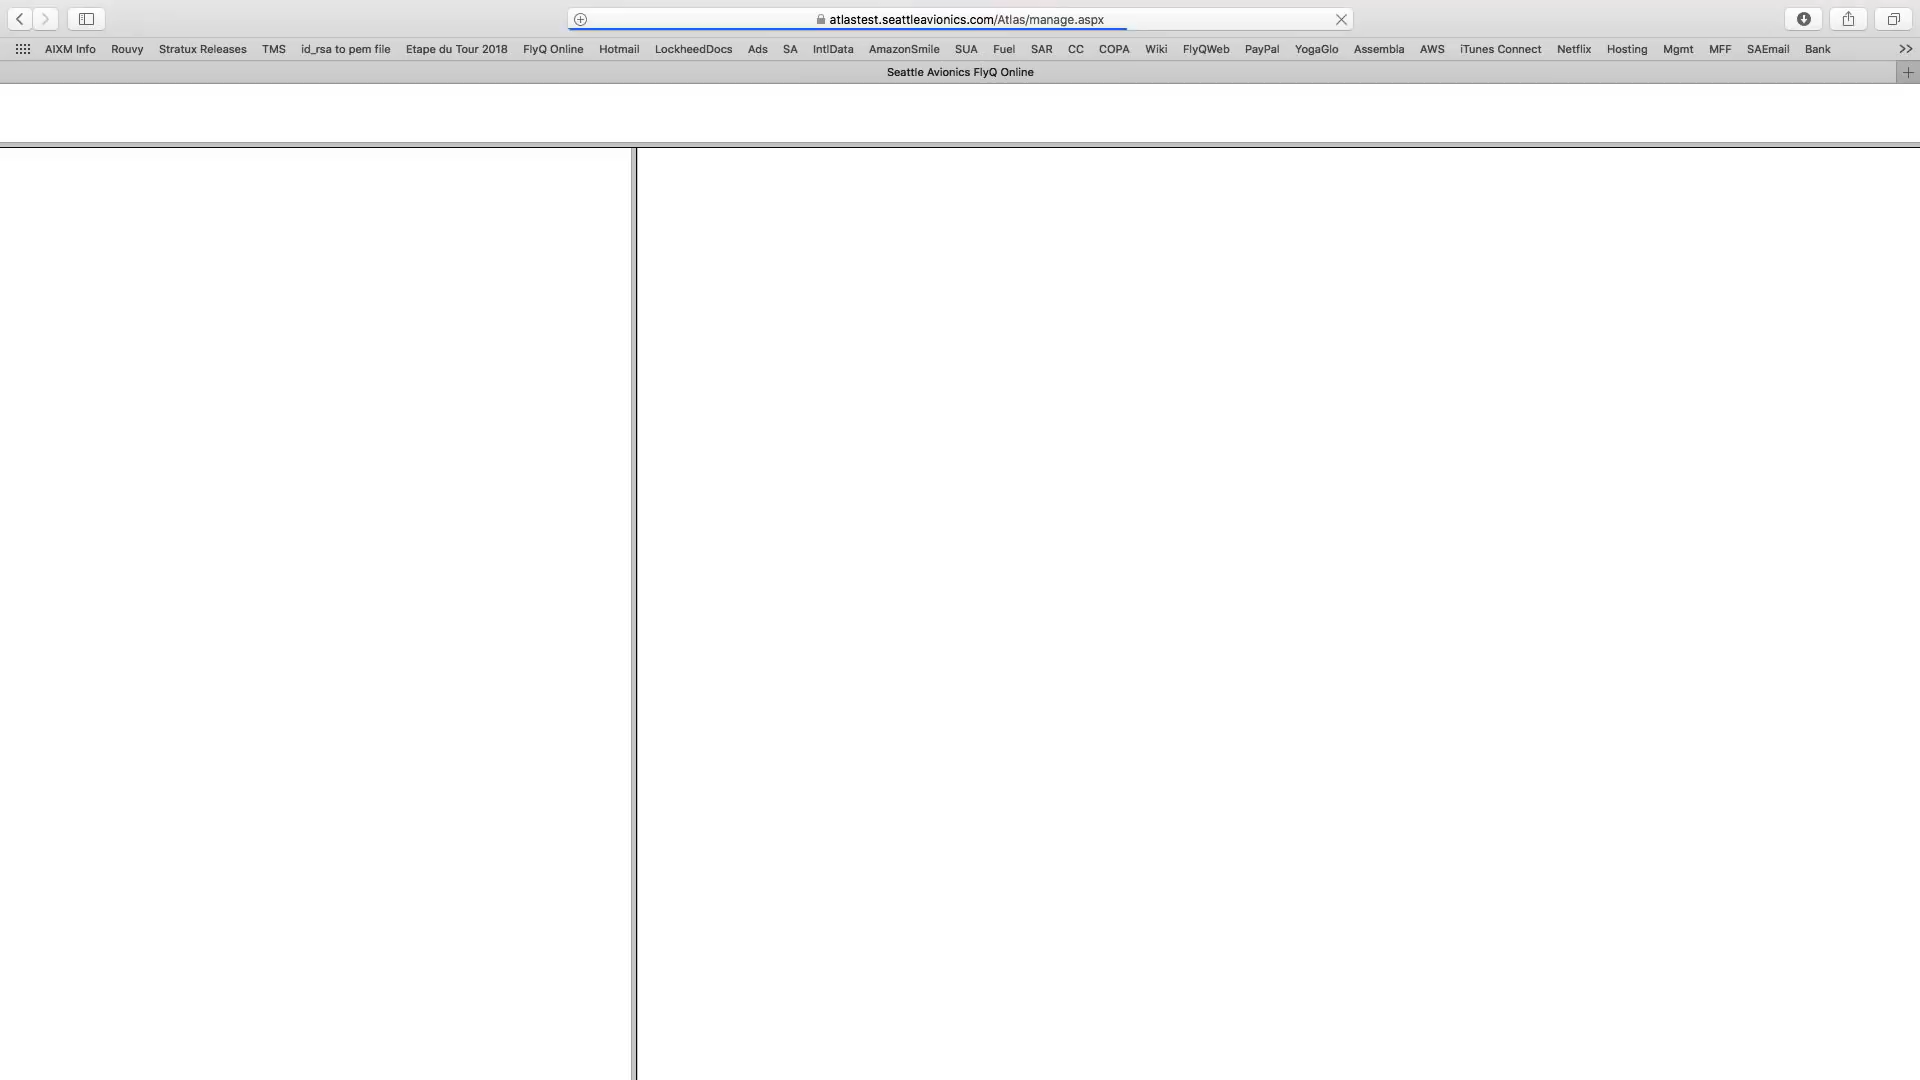 atlastest.seattleavionics.com/Atlas/manage.aspx
AIXM Info Rouvy Stratux Releases TMS id_rsa to pem file Etape du Tour 2018 FlyQ Online Hotmail LockheedDocs Ads SA IntlData AmazonSmile SUA Fuel SAR CC COPA Wiki FlyQWeb PayPal YogaGlo Assembla AWS iTunes Connect Netflix Hosting Mgmt MFF SAEmail Bank
Seattle Avionics FlyQ Online